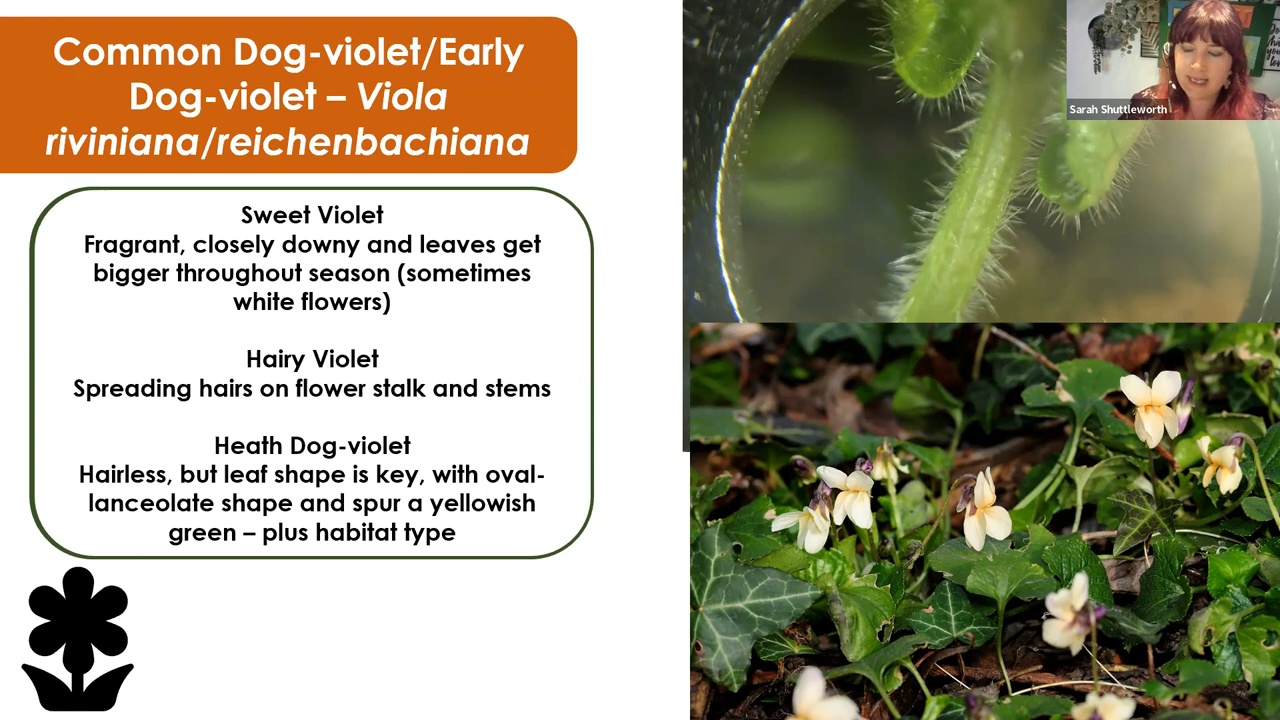 Common Dog-violet/Early
Dog-violet – Viola
riviniana/reichenbachiana
Sweet Violet
Fragrant, closely downy and leaves get
bigger throughout season (sometimes
white flowers)
Hairy Violet
Spreading hairs on flower stalk and stems
Heath Dog-violet
Hairless, but leaf shape is key, with oval-
lanceolate shape and spur a yellowish
green – plus habitat type
Sarah Shuttleworth